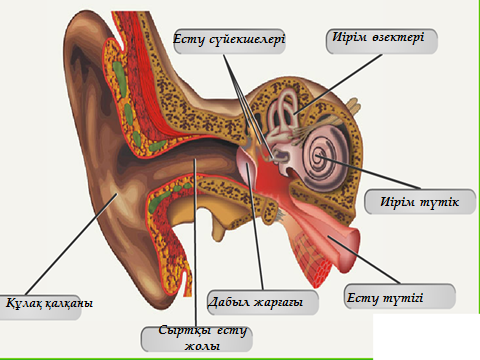 Есту сүйекшелері
Иірім өзектері
Иірім түтік
Құлақ қалқаны
Дабыл жарғағы
Есту түтігі
Сыртқы есту
жолы